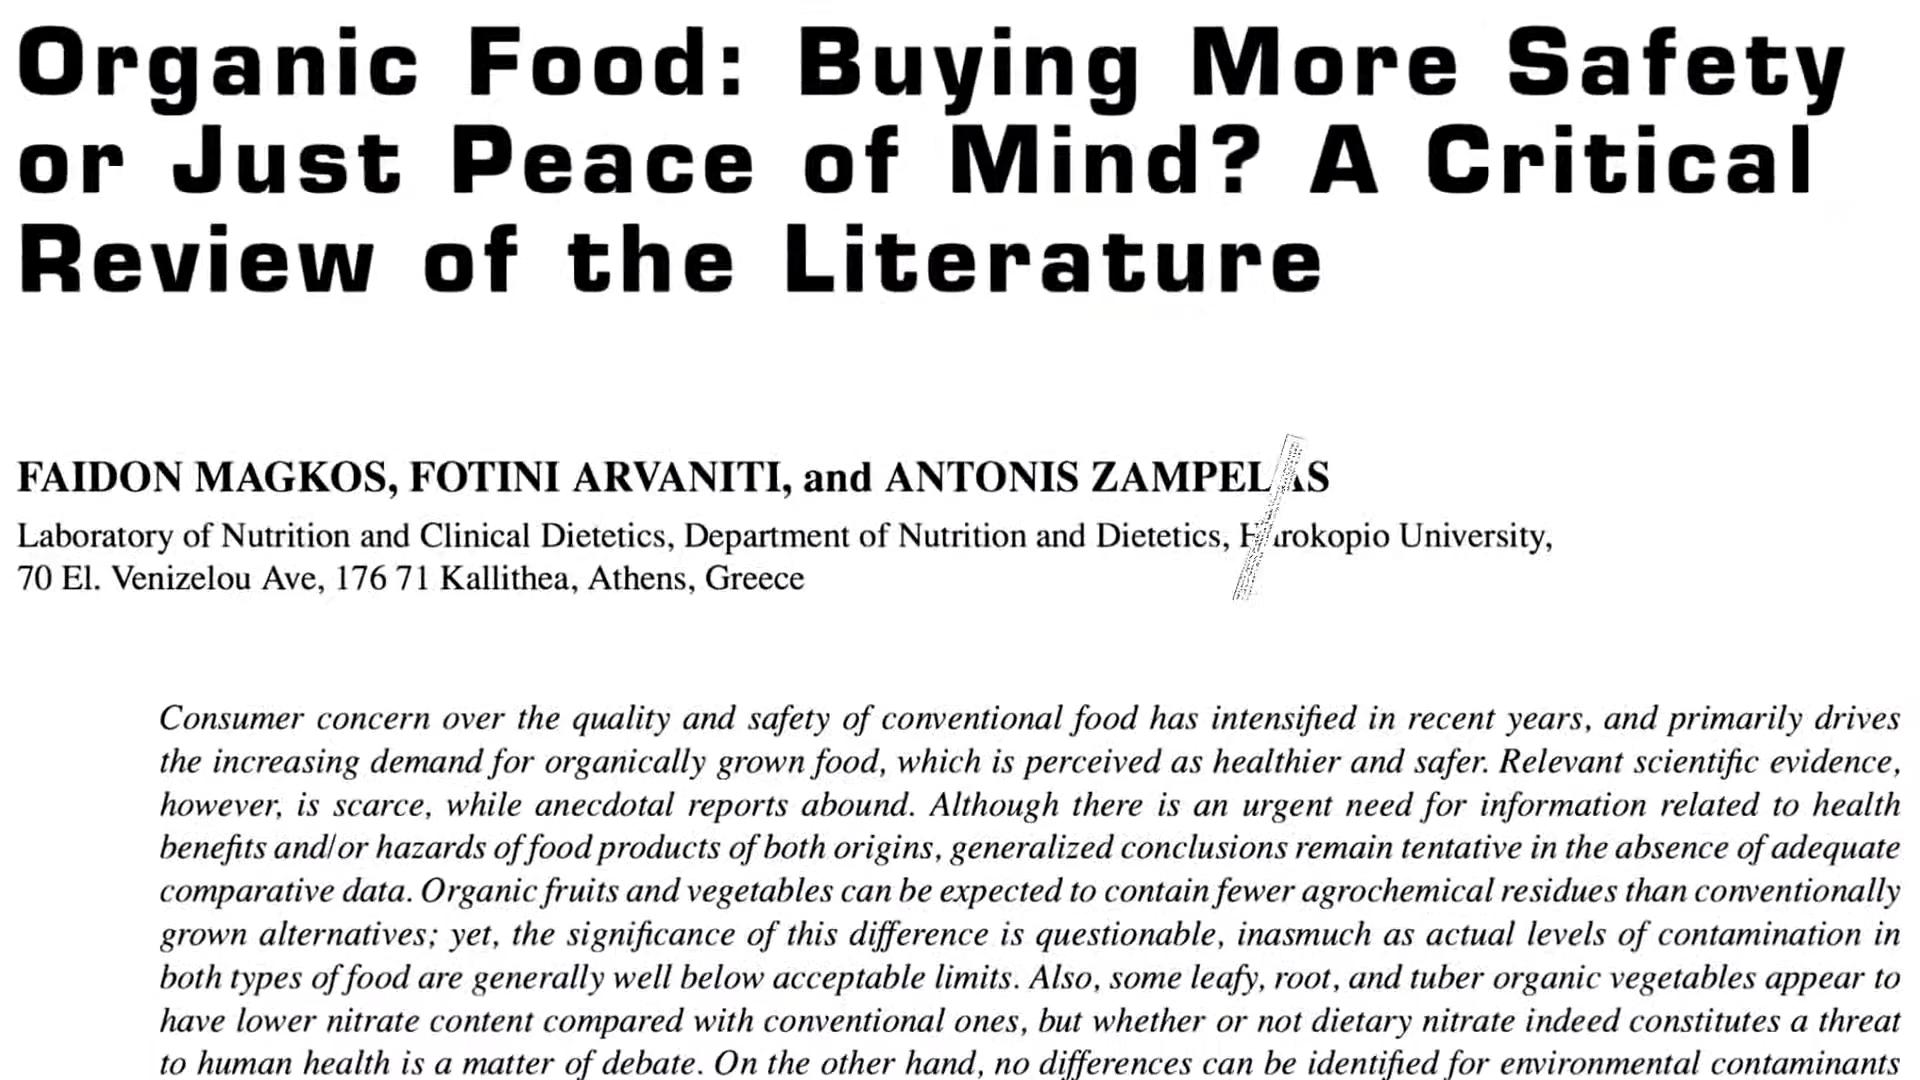 Organic Food: Buying More Safety
or Just Peace of Mind? A Critical
Review of the Literature
FAIDON MAGKOS, FOTINI ARVANITI, and ANTONIS ZAMPELAS
Laboratory of Nutrition and Clinical Dietetics, Department of Nutrition and Dietetics, Harokopio University,
70 El. Venizelou Ave, 176 71 Kallithea, Athens, Greece
Consumer concern over the quality and safety of conventional food has intensified in recent years, and primarily drives
the increasing demand for organically grown food, which is perceived as healthier and safer. Relevant scientific evidence,
however, is scarce, while anecdotal reports abound. Although there is an urgent need for information related to health
benefits and/or hazards of food products of both origins, generalized conclusions remain tentative in the absence of adequate
comparative data. Organic fruits and vegetables can be expected to contain fewer agrochemical residues than conventionally
grown alternatives; yet, the significance of this difference is questionable, inasmuch as actual levels of contamination in
both types of food are generally well below acceptable limits. Also, some leafy, root, and tuber organic vegetables appear to
have lower nitrate content compared with conventional ones, but whether or not dietary nitrate indeed constitutes a threat
to human health is a matter of debate. On the other hand, no differences can be identified for environmental contaminants